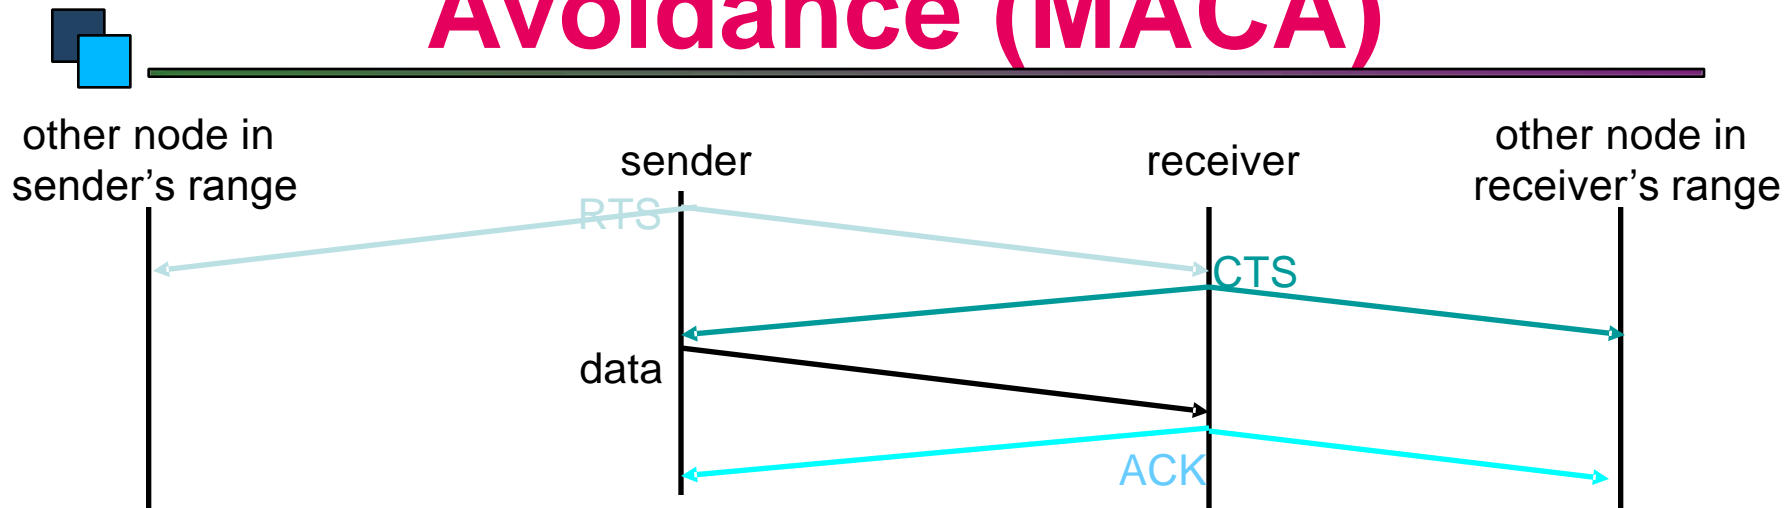 Avoidance (MACA)
other node in
sender's range
sender
receiver
other node in
receiver's range
RTS
CTS
data
ACK